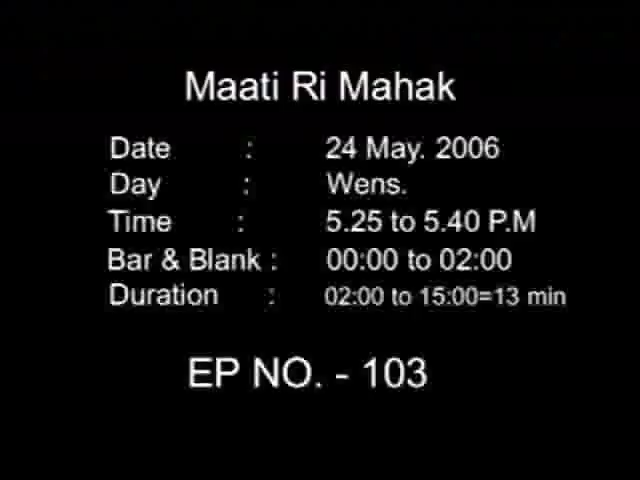 Maati Ri Mahak
Date : 24 May. 2006
Day : Wens.
Time : 5.25 to 5.40 P.M
Bar & Blank : 00:00 to 02:00
Duration : 02:00 to 15:00=13 min
EP NO. - 103